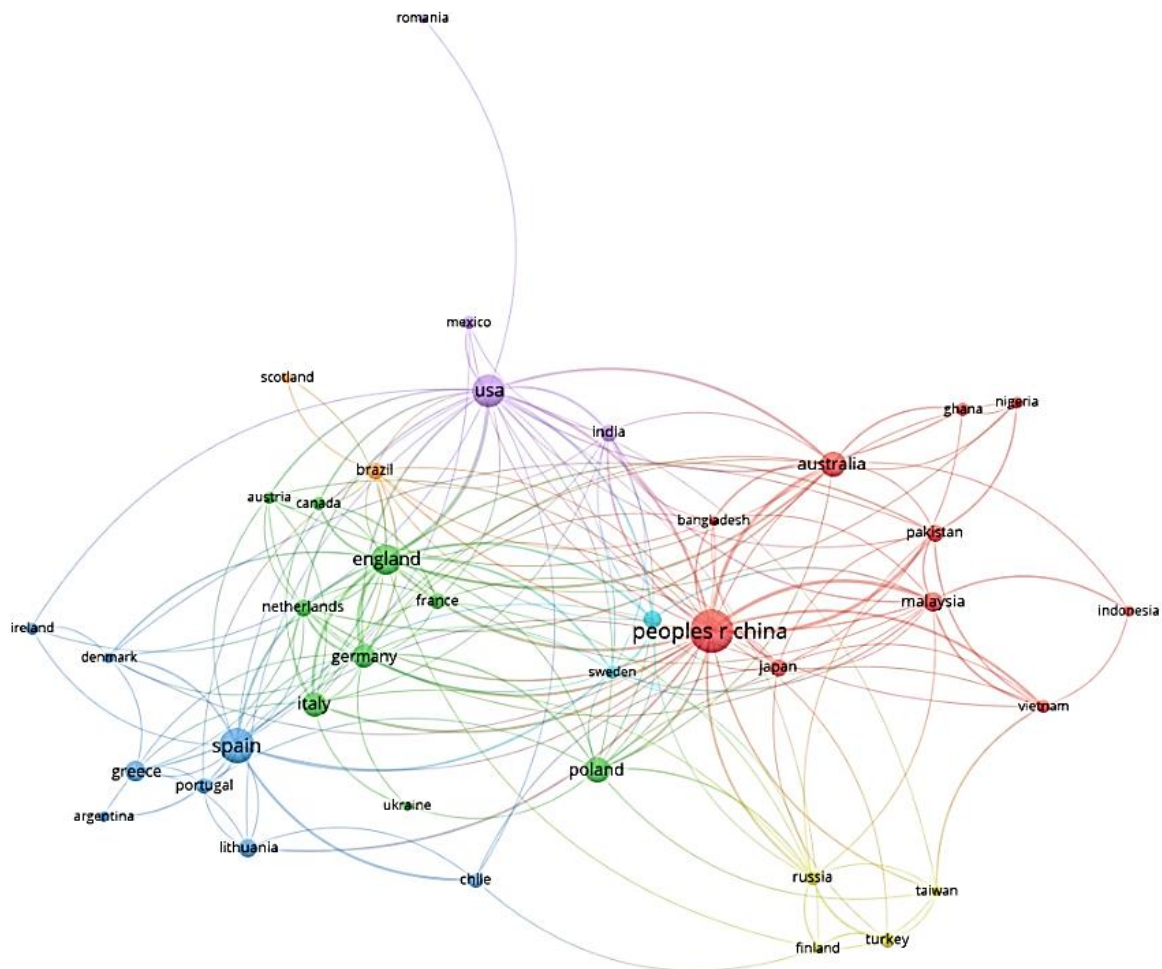 romania
mexico
scotland
usa
ghana
nigeria
india
australia
brazil
austria
canada
bangladesh
pakistan
england
netherlands
france
malaysia
indonesia
ireland
peoples r china
denmark
germany
sweden
japan
italy
vietnam
spain
greece
poland
portugal
argentina
ukraine
lithuania
chile
russia
taiwan
finland
turkey